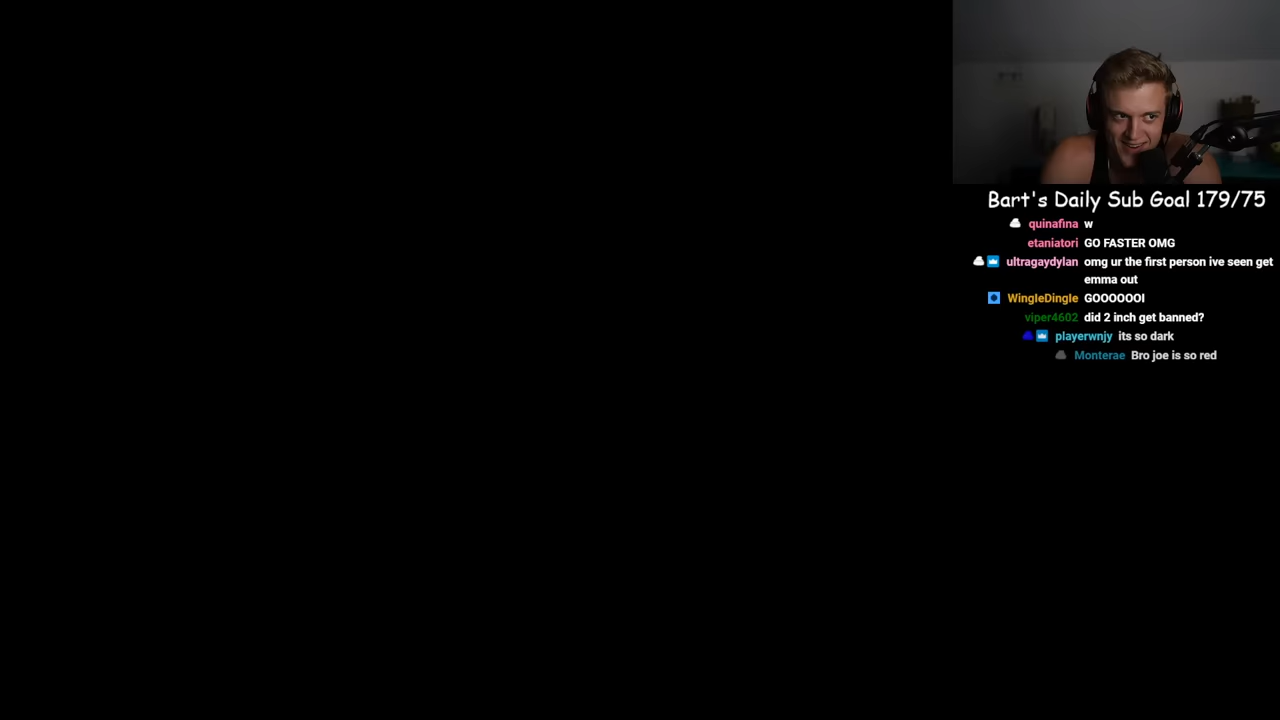 Bart's Daily Sub Goal 179/75
quinafina w
etaniatori GO FASTER OMG
ultragaydylan omg ur the first person ive seen get
emma out
WingleDingle GOOOOOOI
viper4602 did 2 inch get banned?
playerwnjy its so dark
Monterae Bro joe is so red